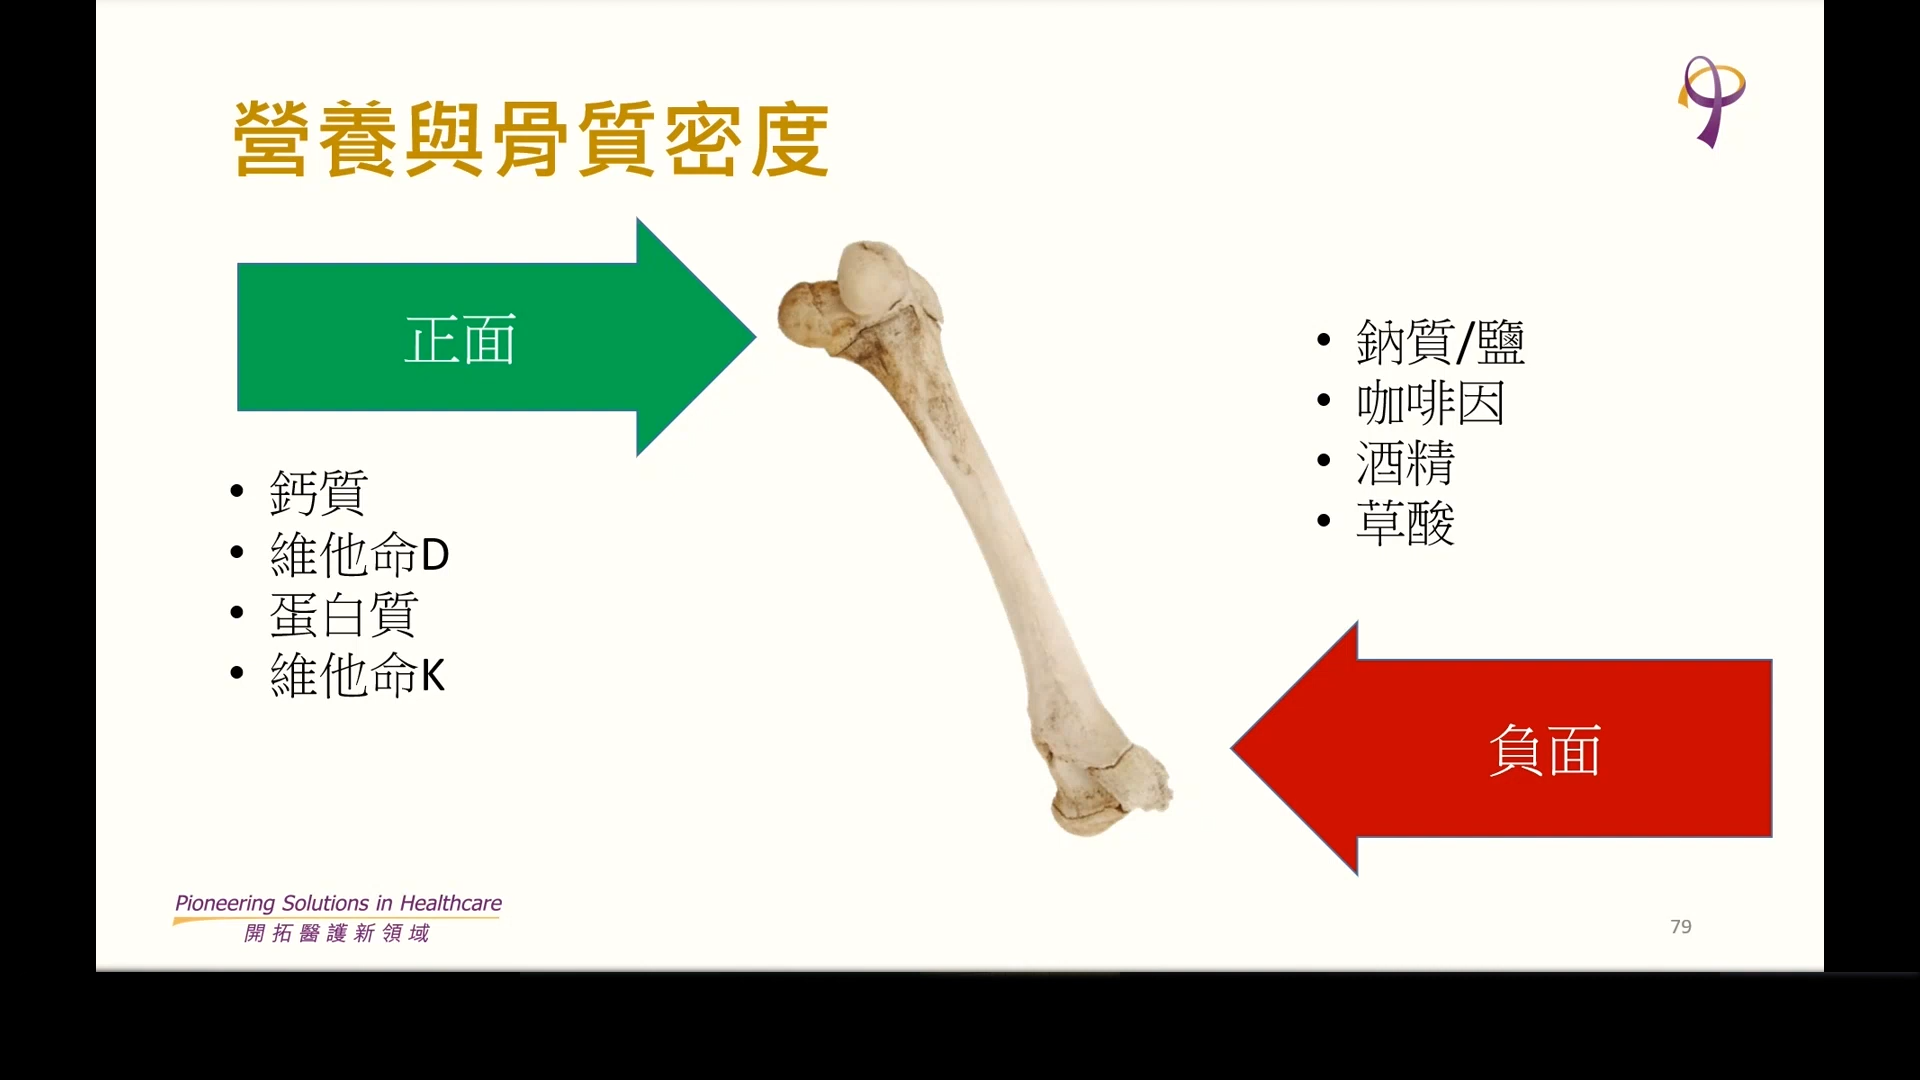 營養與骨質密度
正面
• 鈣質
• 維他命D
• 蛋白質
• 維他命K
• 鈉質/鹽
• 咖啡因
• 酒精
• 草酸
負面
Pioneering Solutions in Healthcare
開拓醫護新領域
79